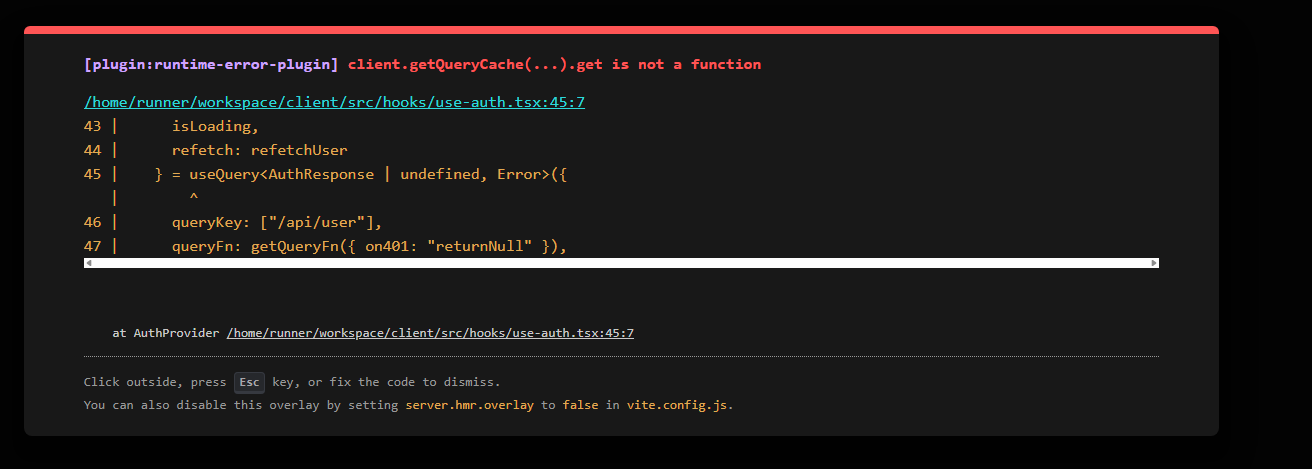 [plugin:runtime-error-plugin] client.getQueryCache(...).get is not a function
/home/runner/workspace/client/src/hooks/use-auth.tsx:45:7
43 |      isLoading,
44 |      refetch: refetchUser
45 |    } = useQuery<AuthResponse | undefined, Error>({
   |        ^
46 |      queryKey: ["/api/user"],
47 |      queryFn: getQueryFn({ on401: "returnNull" }),
at AuthProvider /home/runner/workspace/client/src/hooks/use-auth.tsx:45:7
Click outside, press Esc key, or fix the code to dismiss.
You can also disable this overlay by setting server.hmr.overlay to false in vite.config.js.